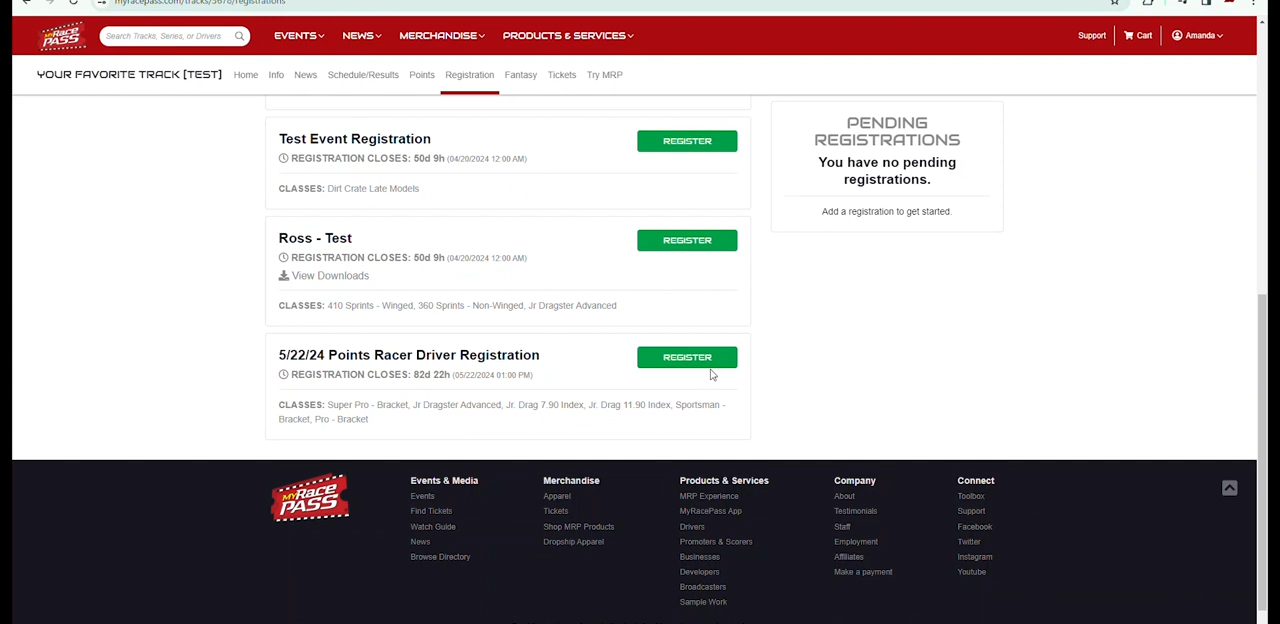 myracepass.com/tracks/5678/registrations
MY RACE PASS
Search Tracks, Series, or Drivers
EVENTS
NEWS
MERCHANDISE
PRODUCTS & SERVICES
Support
Cart
Amanda
YOUR FAVORITE TRACK [TEST]
Home
Info
News
Schedule/Results
Points
Registration
Fantasy
Tickets
Try MRP
Test Event Registration
REGISTER
REGISTRATION CLOSES: 50d 9h (04/20/2024 12:00 AM)
CLASSES: Dirt Crate Late Models
Ross - Test
REGISTER
REGISTRATION CLOSES: 50d 9h (04/20/2024 12:00 AM)
View Downloads
CLASSES: 410 Sprints - Winged, 360 Sprints - Non-Winged, Jr Dragster Advanced
5/22/24 Points Racer Driver Registration
REGISTER
REGISTRATION CLOSES: 82d 22h (05/22/2024 01:00 PM)
CLASSES: Super Pro - Bracket, Jr Dragster Advanced, Jr. Drag 7.90 Index, Jr. Drag 11.90 Index, Sportsman -
Bracket, Pro - Bracket
PENDING
REGISTRATIONS
You have no pending
registrations.
Add a registration to get started.
MY RACE
PASS
Events & Media
Events
Find Tickets
Watch Guide
News
Browse Directory
Merchandise
Apparel
Tickets
Shop MRP Products
Dropship Apparel
Products & Services
MRP Experience
MyRacePass App
Drivers
Promoters & Scorers
Businesses
Developers
Broadcasters
Sample Work
Company
About
Testimonials
Staff
Employment
Affiliates
Make a payment
Connect
Toolbox
Support
Facebook
Twitter
Instagram
Youtube